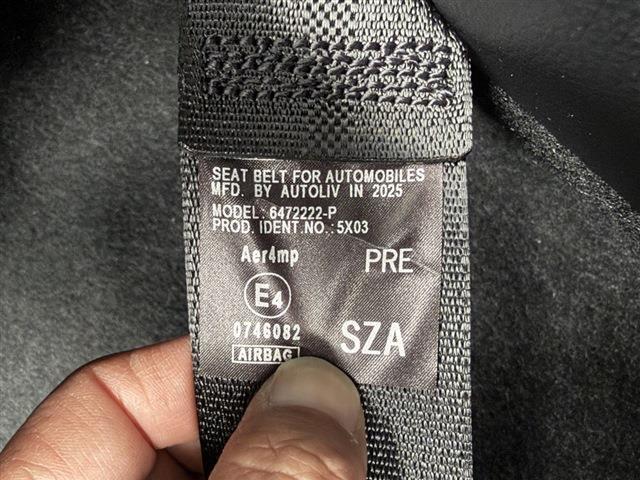 SEAT BELT FOR AUTOMOBILES
MFD. BY AUTOLIV IN 2025
MODEL: 6472222-P
PROD. IDENT.NO.: 5X03
Aer4mp
PRE
E4
0746082
SZA
AIRBAG